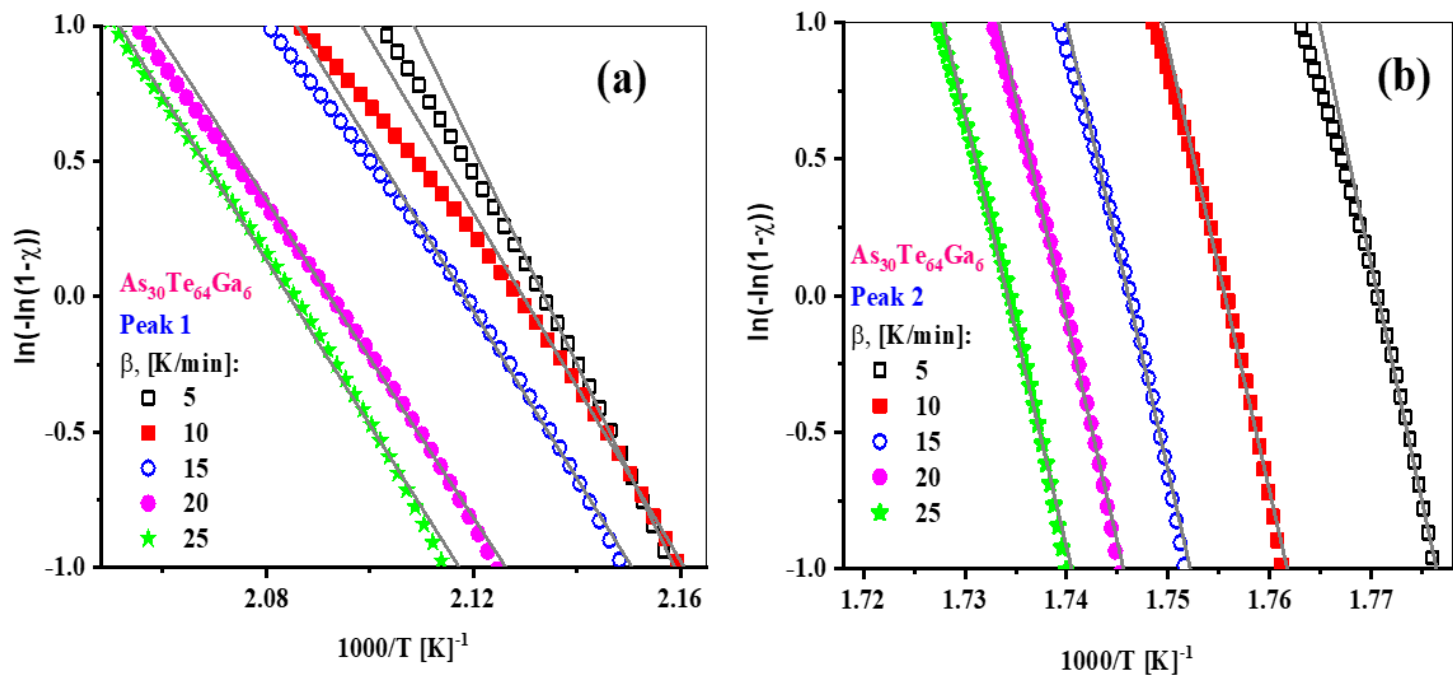 (a)
1.0
0.5
0.0
-0.5
-1.0
ln(-ln(1-χ))
As₃₀Te₆₄Ga₆
Peak 1
β, [K/min]:
5
10
15
20
25
2.08 2.12 2.16
1000/T [K]⁻¹
(b)
1.0
0.5
0.0
-0.5
-1.0
ln(-ln(1-χ))
As₃₀Te₆₄Ga₆
Peak 2
β, [K/min]:
5
10
15
20
25
1.72 1.73 1.74 1.75 1.76 1.77
1000/T [K]⁻¹